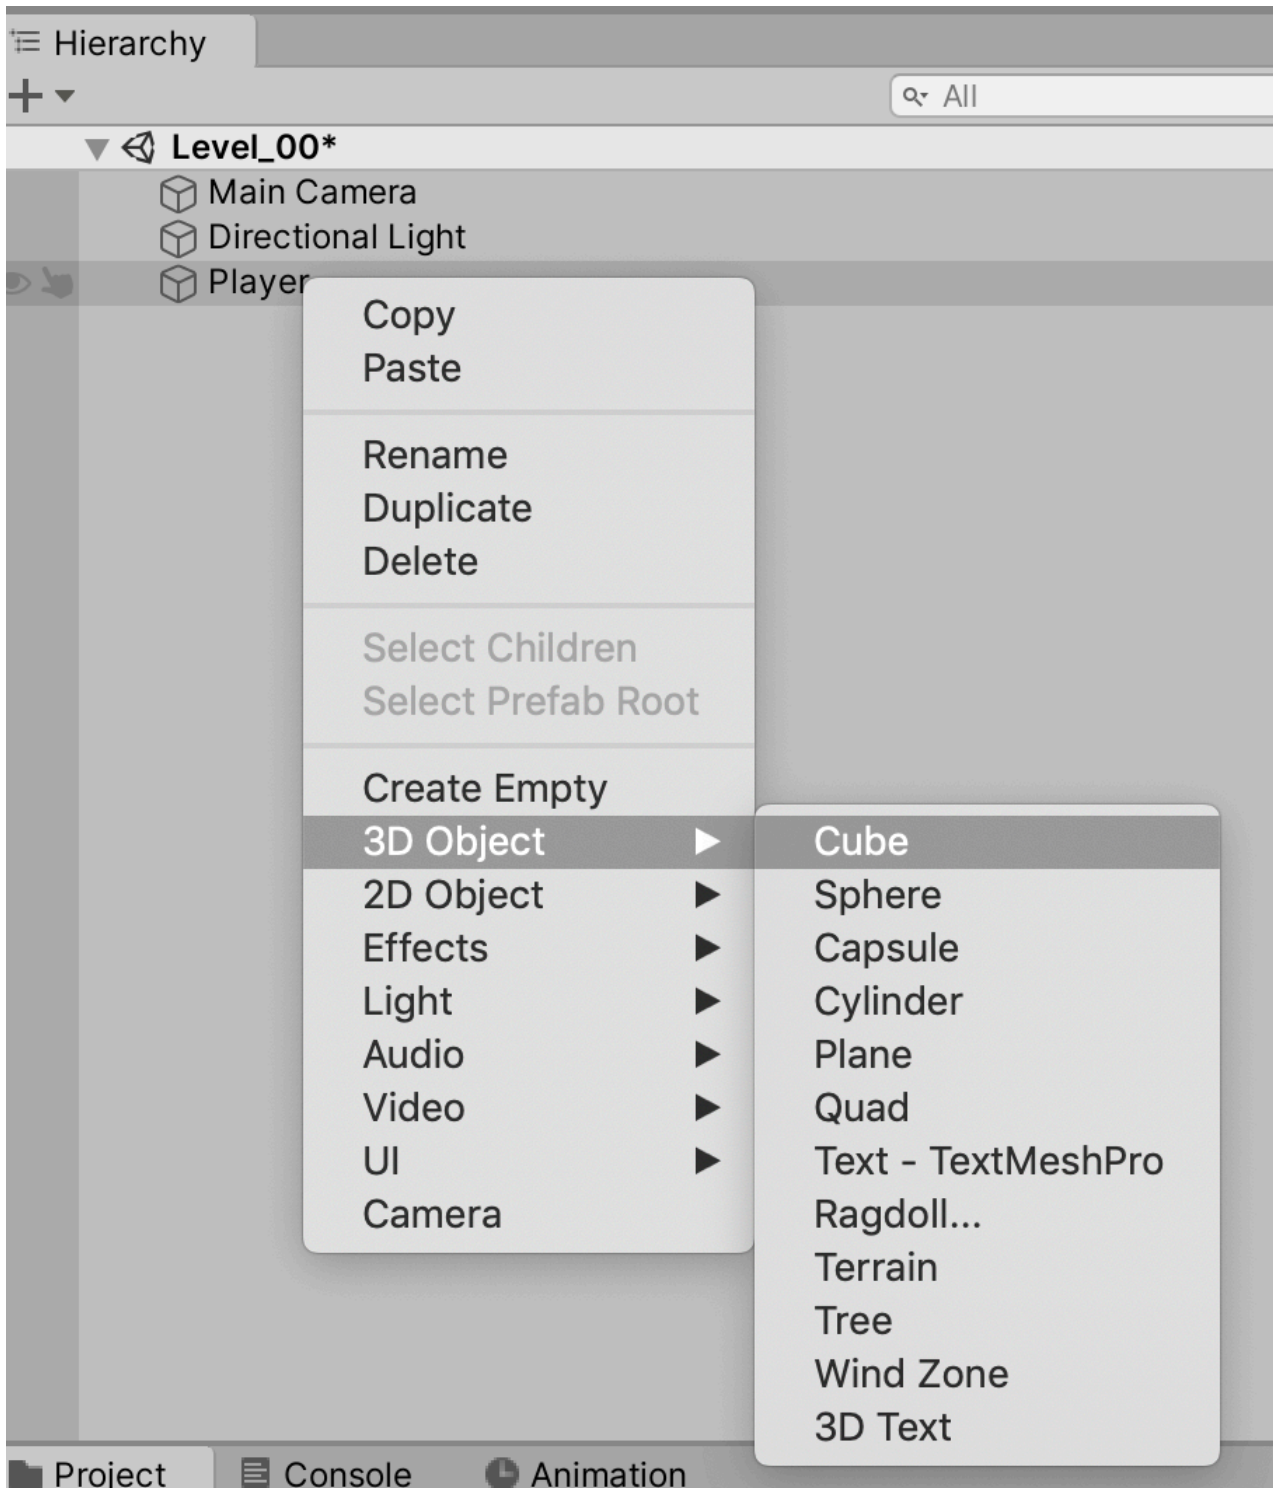 Hierarchy
All
Level_00*
Main Camera
Directional Light
Player
Copy
Paste
Rename
Duplicate
Delete
Select Children
Select Prefab Root
Create Empty
3D Object
2D Object
Effects
Light
Audio
Video
UI
Camera
Cube
Sphere
Capsule
Cylinder
Plane
Quad
Text - TextMeshPro
Ragdoll...
Terrain
Tree
Wind Zone
3D Text
Project
Console
Animation